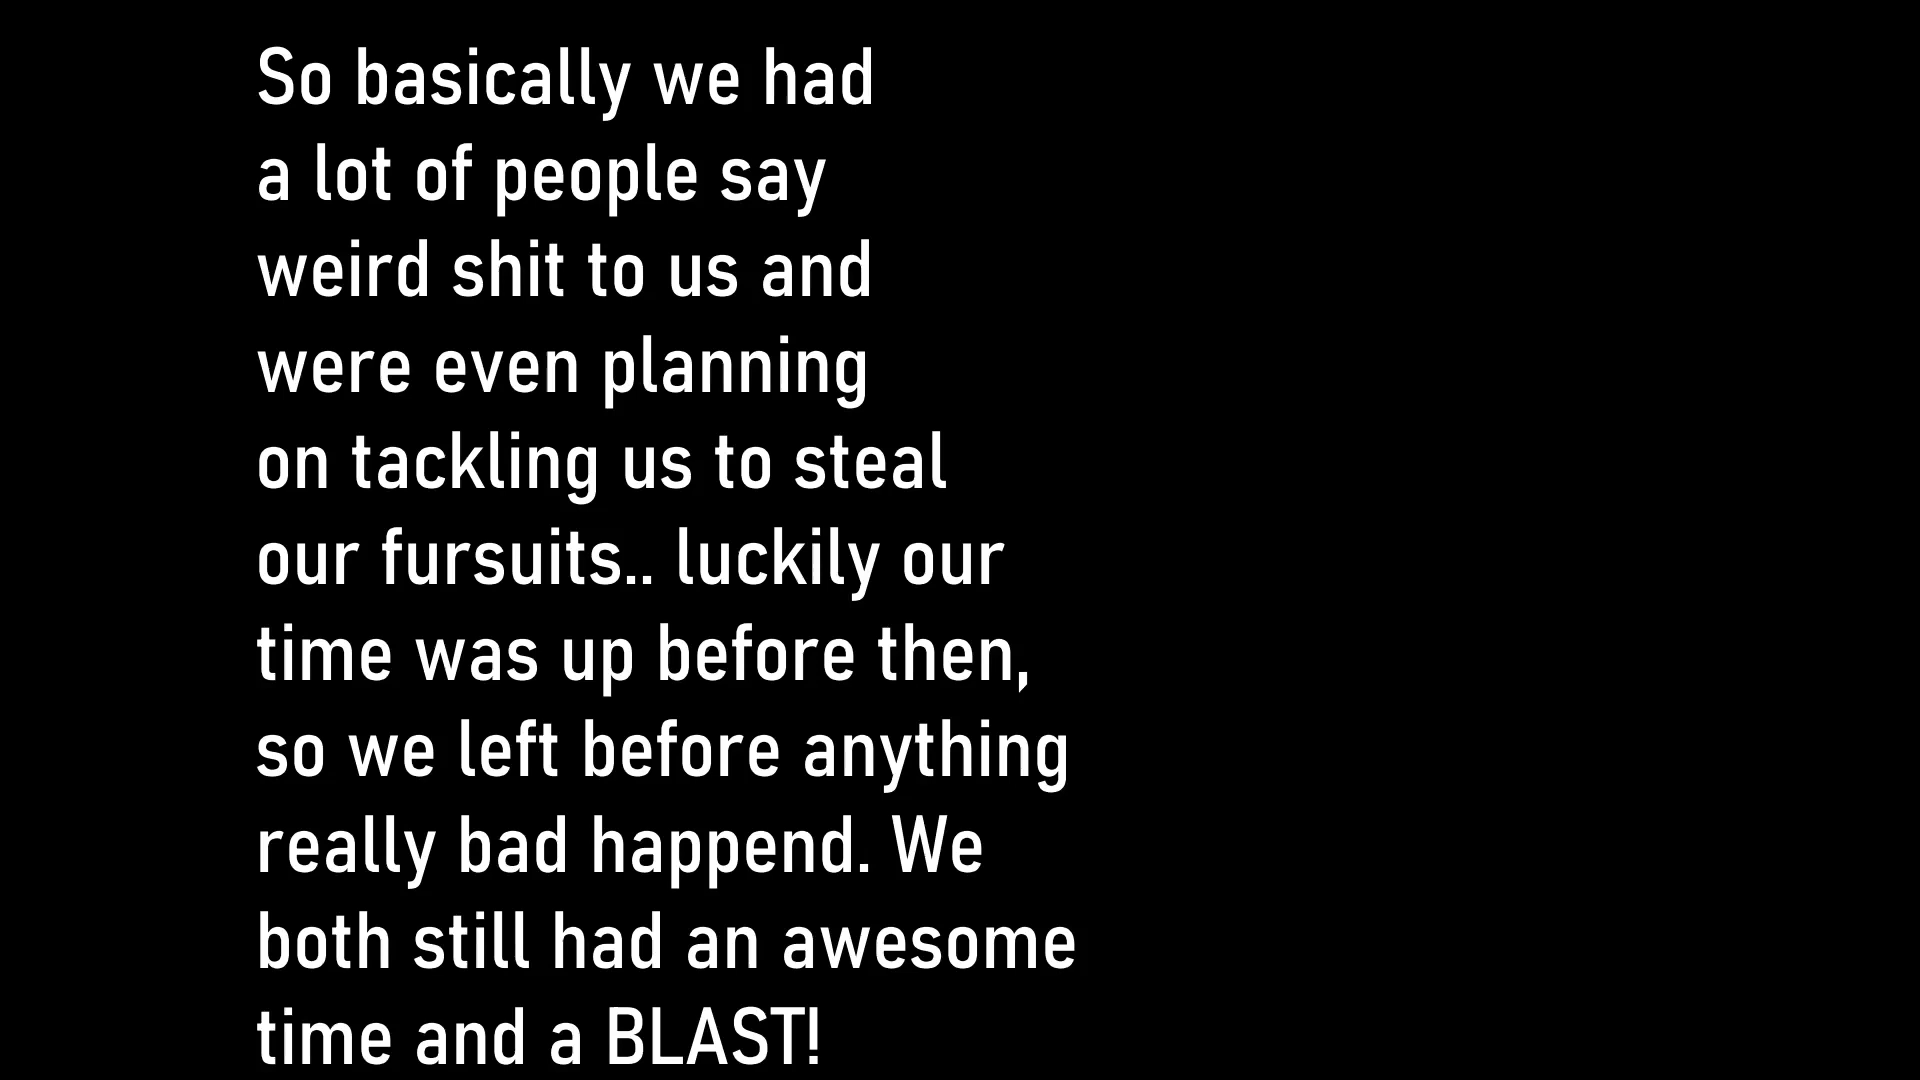 So basically we had
a lot of people say
weird shit to us and
were even planning
on tackling us to steal
our fursuits.. luckily our
time was up before then,
so we left before anything
really bad happend. We
both still had an awesome
time and a BLAST!